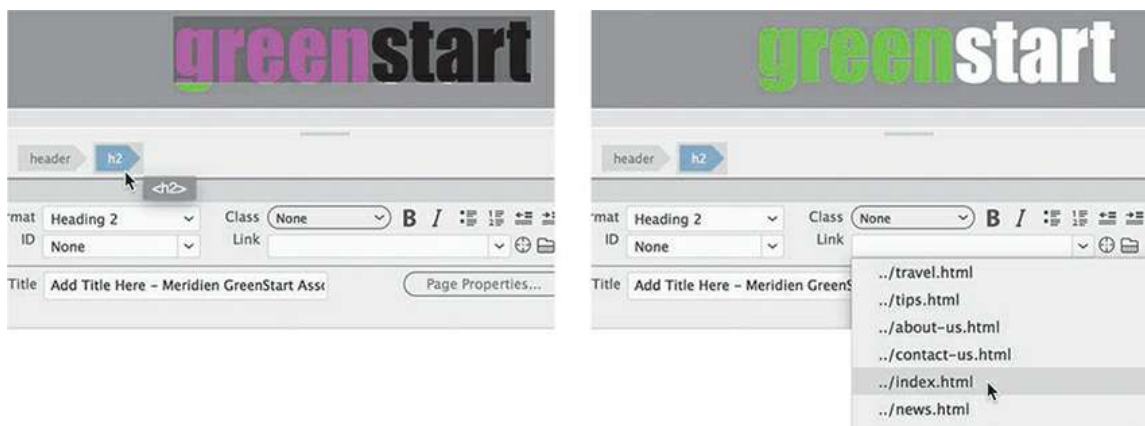 greenstart
header h2
<h2>
rmat Heading 2 Class None B I
ID None Link
Title Add Title Here – Meridien GreenStart Asso Page Properties...
greenstart
header h2
rmat Heading 2 Class None B I
ID None Link
Title Add Title Here – Meridien GreenS
../travel.html
../tips.html
../about-us.html
../contact-us.html
../index.html
../news.html